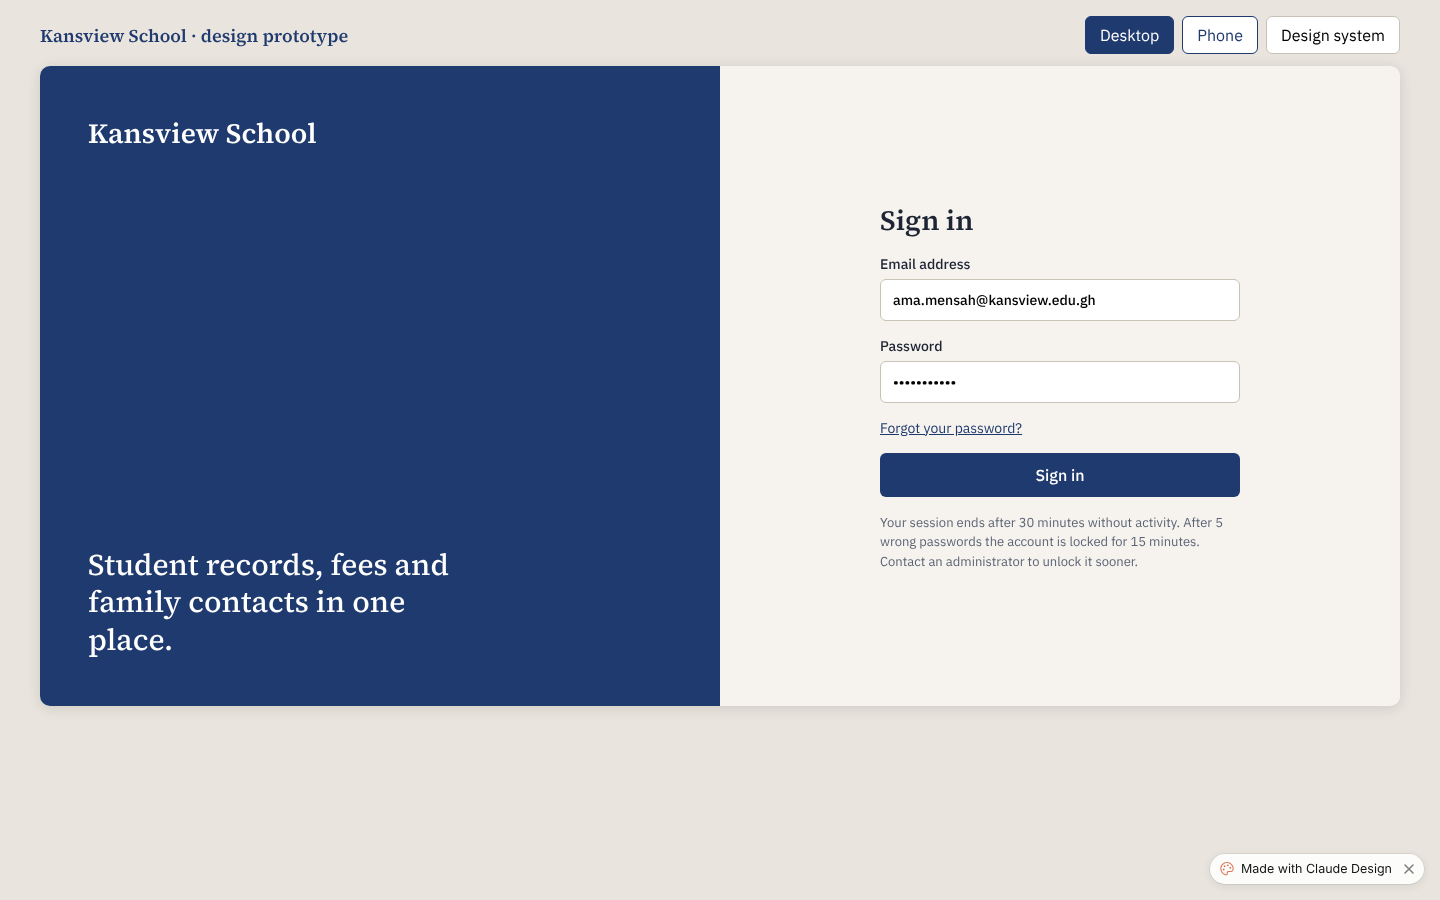 Kansview School · design prototype
Desktop
Phone
Design system
Kansview School
Student records, fees and
family contacts in one
place.
Sign in
Email address
ama.mensah@kansview.edu.gh
Password
•••••••••••
Forgot your password?
Sign in
Your session ends after 30 minutes without activity. After 5
wrong passwords the account is locked for 15 minutes.
Contact an administrator to unlock it sooner.
Made with Claude Design